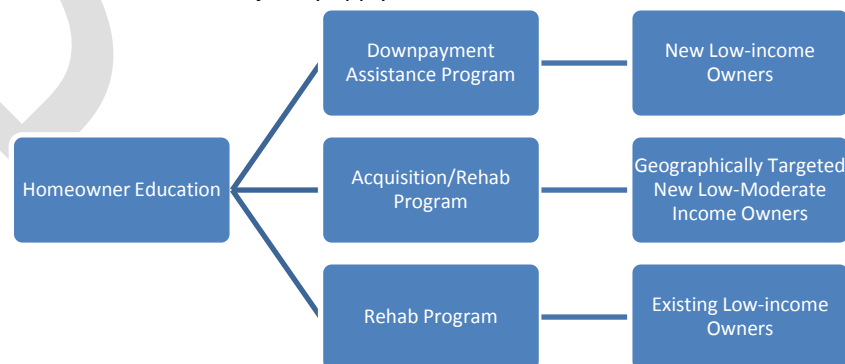 Downpayment
Assistance Program
New Low-income
Owners
Homeowner Education
Acquisition/Rehab
Program
Geographically Targeted
New Low-Moderate
Income Owners
Rehab Program
Existing Low-income
Owners